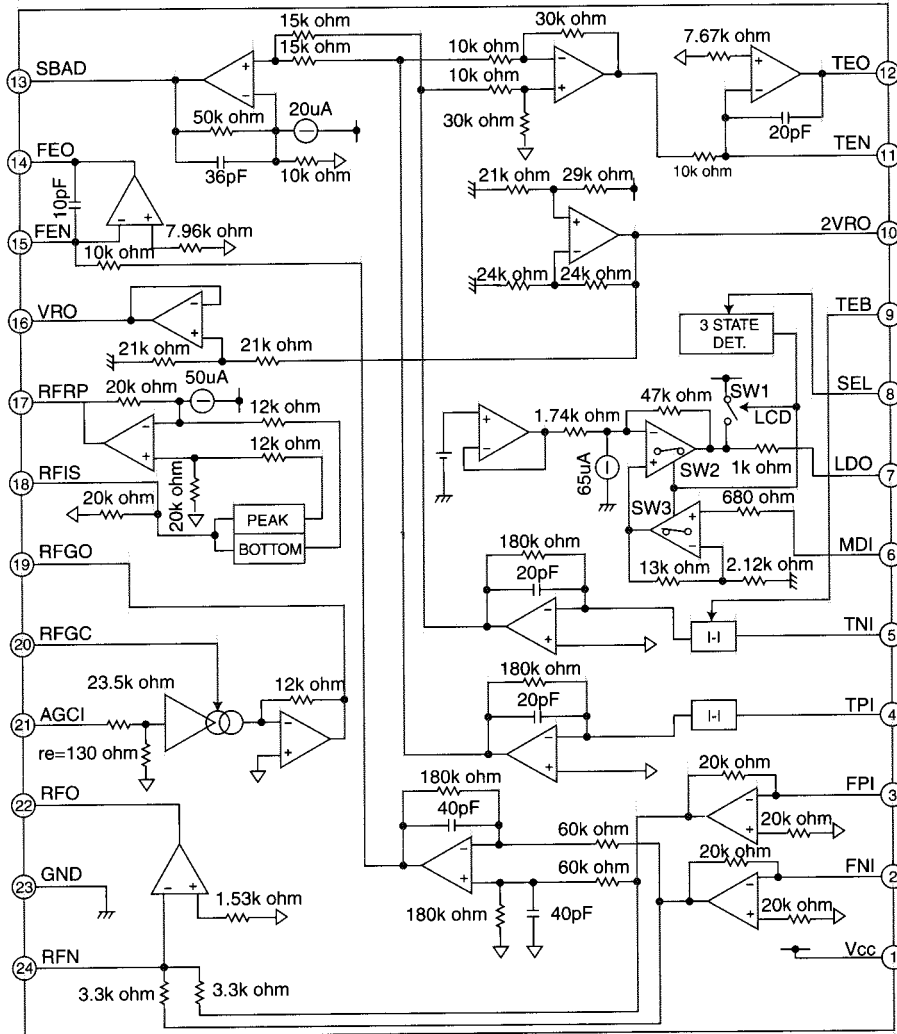 15k ohm
15k ohm
13 SBAD
50k ohm
20uA
36pF
10k ohm
30k ohm
10k ohm
10k ohm
30k ohm
7.67k ohm
TEO 12
20pF
TEN 11
10k ohm
14 FEO
10pF
15 FEN
7.96k ohm
10k ohm
21k ohm
29k ohm
2VRO 10
24k ohm
24k ohm
16 VRO
21k ohm
21k ohm
TEB 9
3 STATE
DET.
SEL 8
17 RFRP
20k ohm
50uA
12k ohm
12k ohm
20k ohm
18 RFIS
20k ohm
PEAK
BOTTOM
1.74k ohm
65uA
47k ohm
SW1
LCD
SW2
1k ohm
LDO 7
SW3
680 ohm
MDI 6
13k ohm
2.12k ohm
19 RFGO
180k ohm
20pF
I-I
TNI 5
20 RFGC
23.5k ohm
12k ohm
21 AGCI
re=130 ohm
180k ohm
20pF
I-I
TPI 4
22 RFO
180k ohm
40pF
60k ohm
60k ohm
180k ohm
40pF
20k ohm
FPI 3
20k ohm
20k ohm
FNI 2
20k ohm
23 GND
1.53k ohm
Vcc 1
24 RFN
3.3k ohm
3.3k ohm